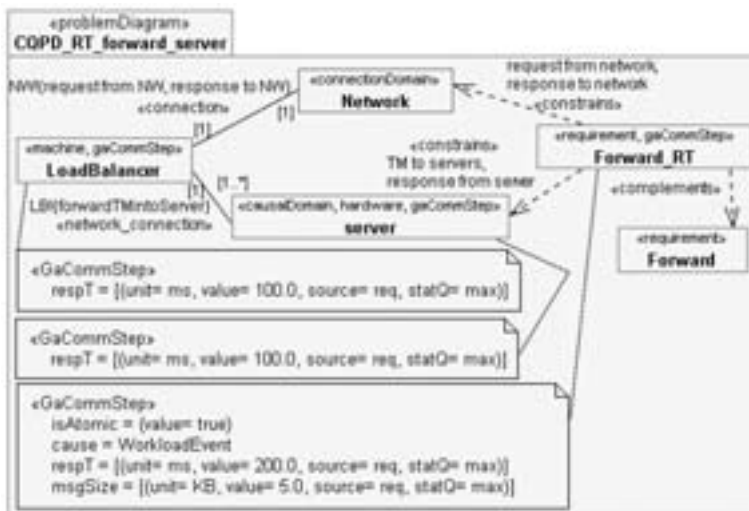 «problemDiagram»
CQPD_RT_forward_server
NW!(request from NW, response to NW)
«connection»
[1]
[1]
«connectionDomain»
Network
request from network,
response to network
«constrains»
«machine, gaCommStep»
LoadBalancer
[1]
[1..*]
«constrains»
TM to servers,
response from server
«requirement, gaCommStep»
Forward_RT
«complements»
LB!(forwardTMintoServer)
«network_connection»
«causalDomain, hardware, gaCommStep»
server
«requirement»
Forward
«GaCommStep»
respT = [(unit= ms, value= 100.0, source= req, statQ= max)]
«GaCommStep»
respT = [(unit= ms, value= 100.0, source= req, statQ= max)]
«GaCommStep»
isAtomic = (value= true)
cause = WorkloadEvent
respT = [(unit= ms, value= 200.0, source= req, statQ= max)]
msgSize = [(unit= KB, value= 5.0, source= req, statQ= max)]